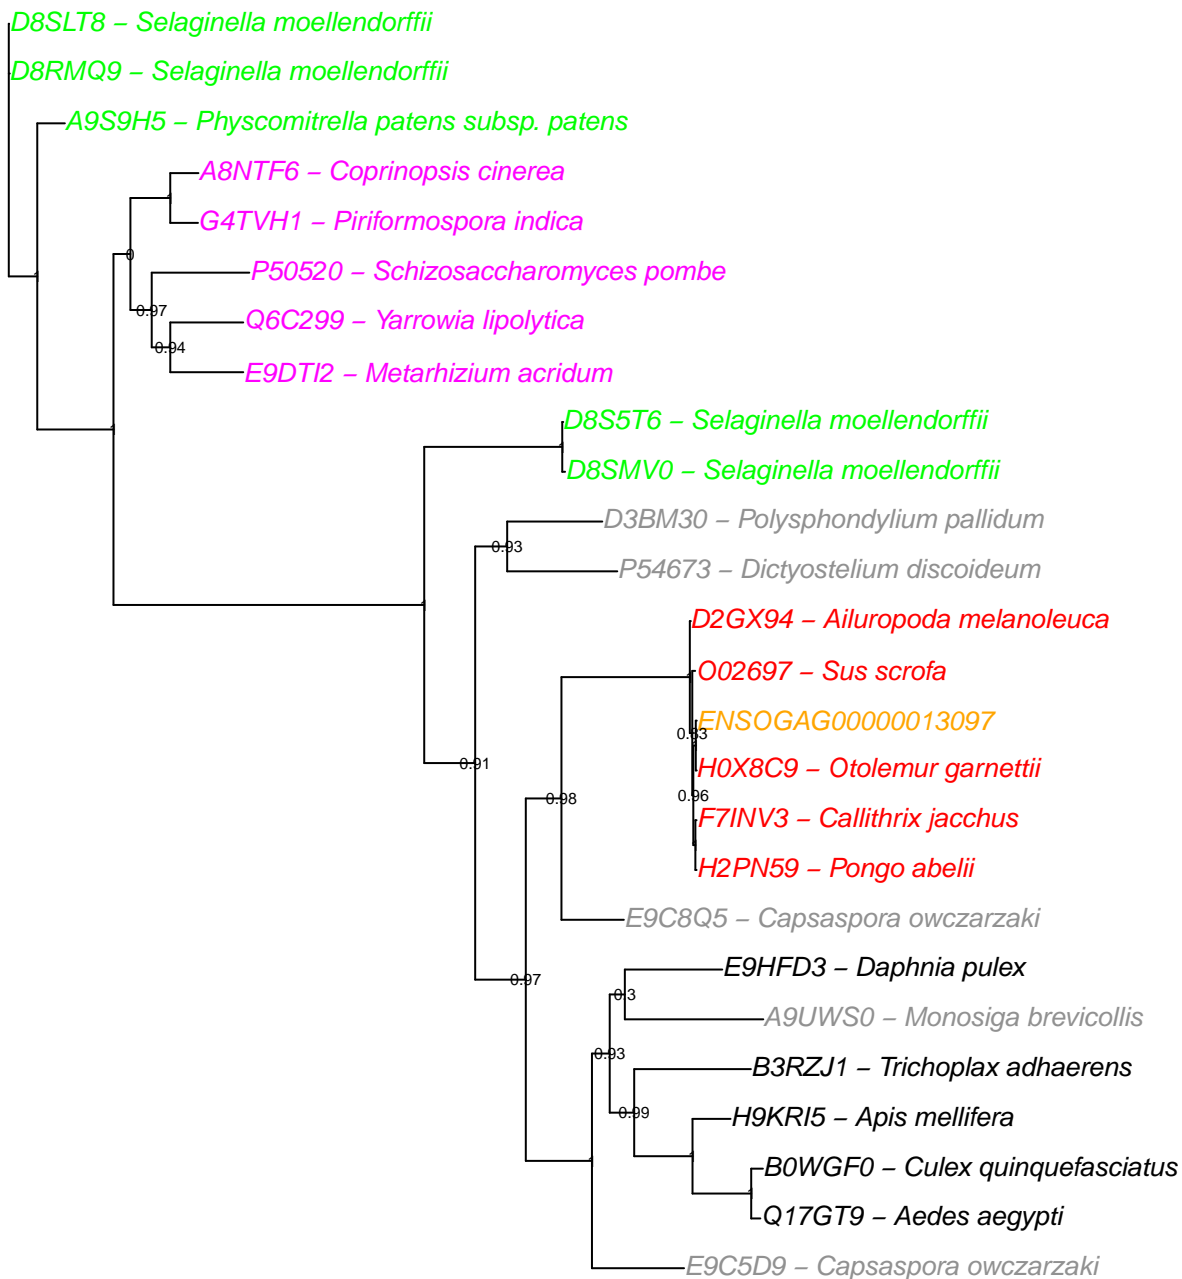 D8SLT8 – Selaginella moellendorffii
D8RMQ9 – Selaginella moellendorffii
A9S9H5 – Physcomitrella patens subsp. patens
A8NTF6 – Coprinopsis cinerea
G4TVH1 – Piriformospora indica
0
P50520 – Schizosaccharomyces pombe
0.97
Q6C299 – Yarrowia lipolytica
0.94
E9DTI2 – Metarhizium acridum
D8S5T6 – Selaginella moellendorffii
D8SMV0 – Selaginella moellendorffii
D3BM30 – Polysphondylium pallidum
0.93
P54673 – Dictyostelium discoideum
D2GX94 – Ailuropoda melanoleuca
O02697 – Sus scrofa
ENSOGAG00000013097
0.83
0.91
H0X8C9 – Otolemur garnettii
0.98
0.96
F7INV3 – Callithrix jacchus
H2PN59 – Pongo abelii
E9C8Q5 – Capsaspora owczarzaki
E9HFD3 – Daphnia pulex
0.97
0.3
A9UWS0 – Monosiga brevicollis
0.93
B3RZJ1 – Trichoplax adhaerens
0.99
H9KRI5 – Apis mellifera
B0WGF0 – Culex quinquefasciatus
Q17GT9 – Aedes aegypti
E9C5D9 – Capsaspora owczarzaki